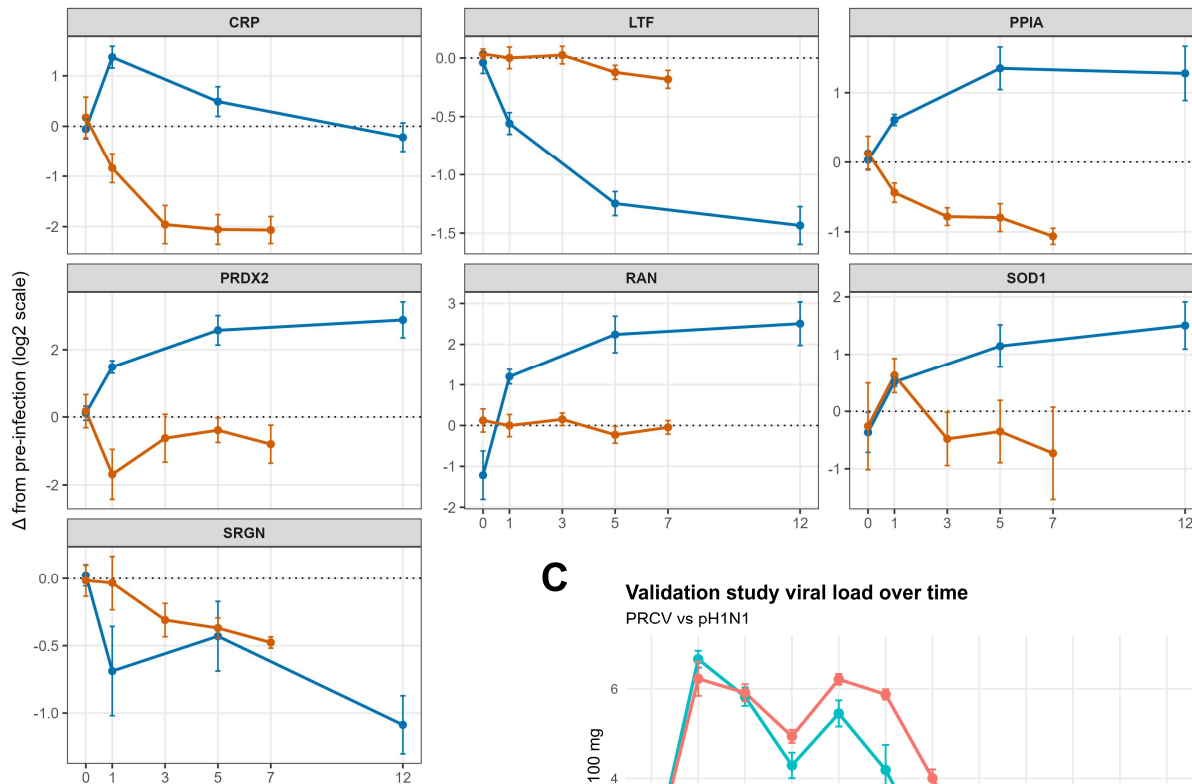 CRP
LTF
PPIA
1
0
-1
-2
0.0
-0.5
-1.0
-1.5
1
0
-1
Δ from pre-infection (log2 scale)
PRDX2
RAN
SOD1
2
0
-2
3
2
1
0
-1
-2
2
1
0
-1
0 1 3 5 7 12
0 1 3 5 7 12
SRGN
0.0
-0.5
-1.0
0 1 3 5 7 12
C
Validation study viral load over time
PRCV vs pH1N1
6
4
100 mg